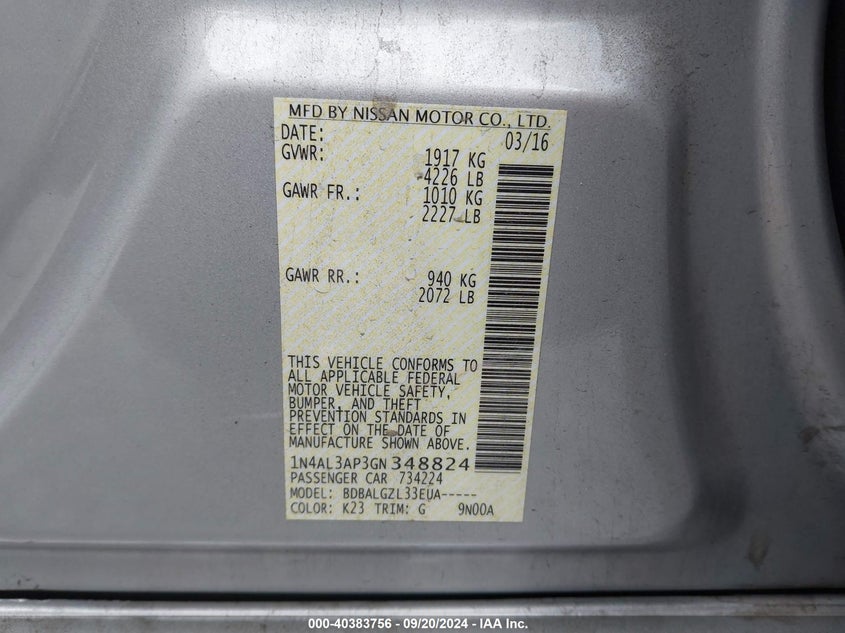 MFD BY NISSAN MOTOR CO., LTD.
DATE: 03/16
GVWR: 1917 KG
4226 LB
GAWR FR.: 1010 KG
2227 LB
GAWR RR.: 940 KG
2072 LB
THIS VEHICLE CONFORMS TO
ALL APPLICABLE FEDERAL
MOTOR VEHICLE SAFETY,
BUMPER, AND THEFT
PREVENTION STANDARDS IN
EFFECT ON THE DATE OF
MANUFACTURE SHOWN ABOVE.
1N4AL3AP3GN348824
PASSENGER CAR 734224
MODEL: BDBALGZL33EUA-----
COLOR: K23 TRIM: G 9N00A
000-40383756 - 09/20/2024 - IAA Inc.